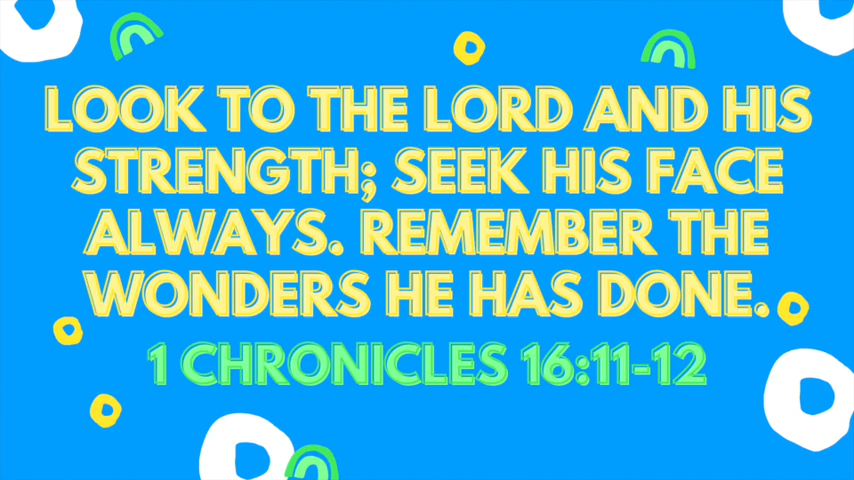 LOOK TO THE LORD AND HIS
STRENGTH; SEEK HIS FACE
ALWAYS. REMEMBER THE
WONDERS HE HAS DONE.
1 CHRONICLES 16:11-12